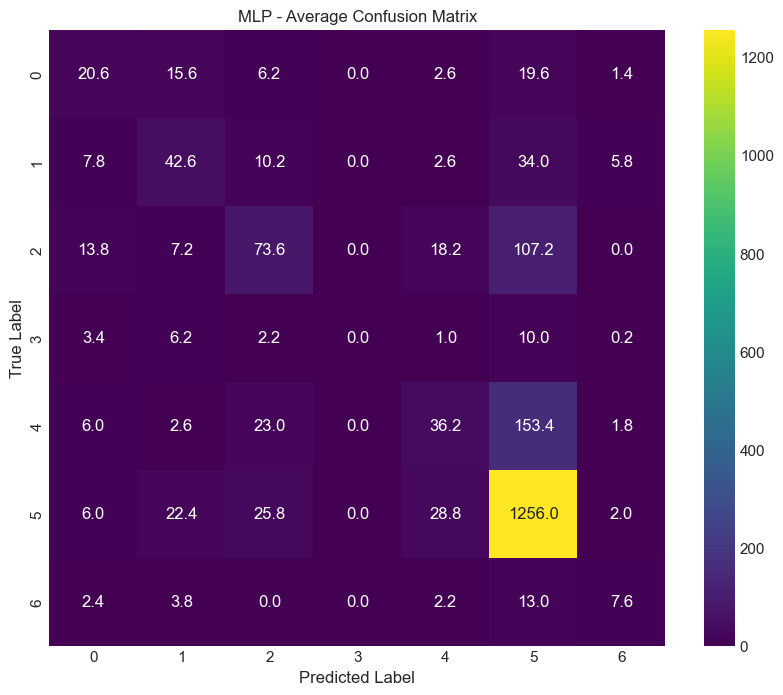 MLP - Average Confusion Matrix
0 20.6 15.6 6.2 0.0 2.6 19.6 1.4
1 7.8 42.6 10.2 0.0 2.6 34.0 5.8
2 13.8 7.2 73.6 0.0 18.2 107.2 0.0
3 3.4 6.2 2.2 0.0 1.0 10.0 0.2
4 6.0 2.6 23.0 0.0 36.2 153.4 1.8
5 6.0 22.4 25.8 0.0 28.8 1256.0 2.0
6 2.4 3.8 0.0 0.0 2.2 13.0 7.6
0 1 2 3 4 5 6
Predicted Label
True Label
1200
1000
800
600
400
200
0